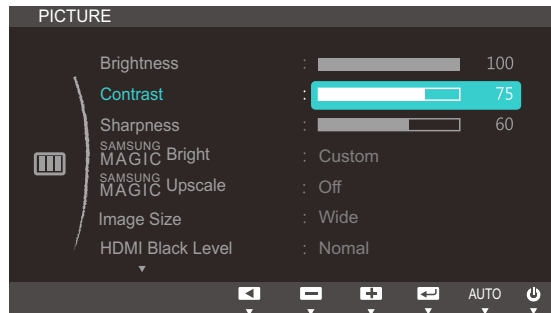 PICTURE
Brightness : 100
Contrast : 75
Sharpness : 60
SAMSUNG MAGIC Bright : Custom
SAMSUNG MAGIC Upscale : Off
Image Size : Wide
HDMI Black Level : Nomal
AUTO